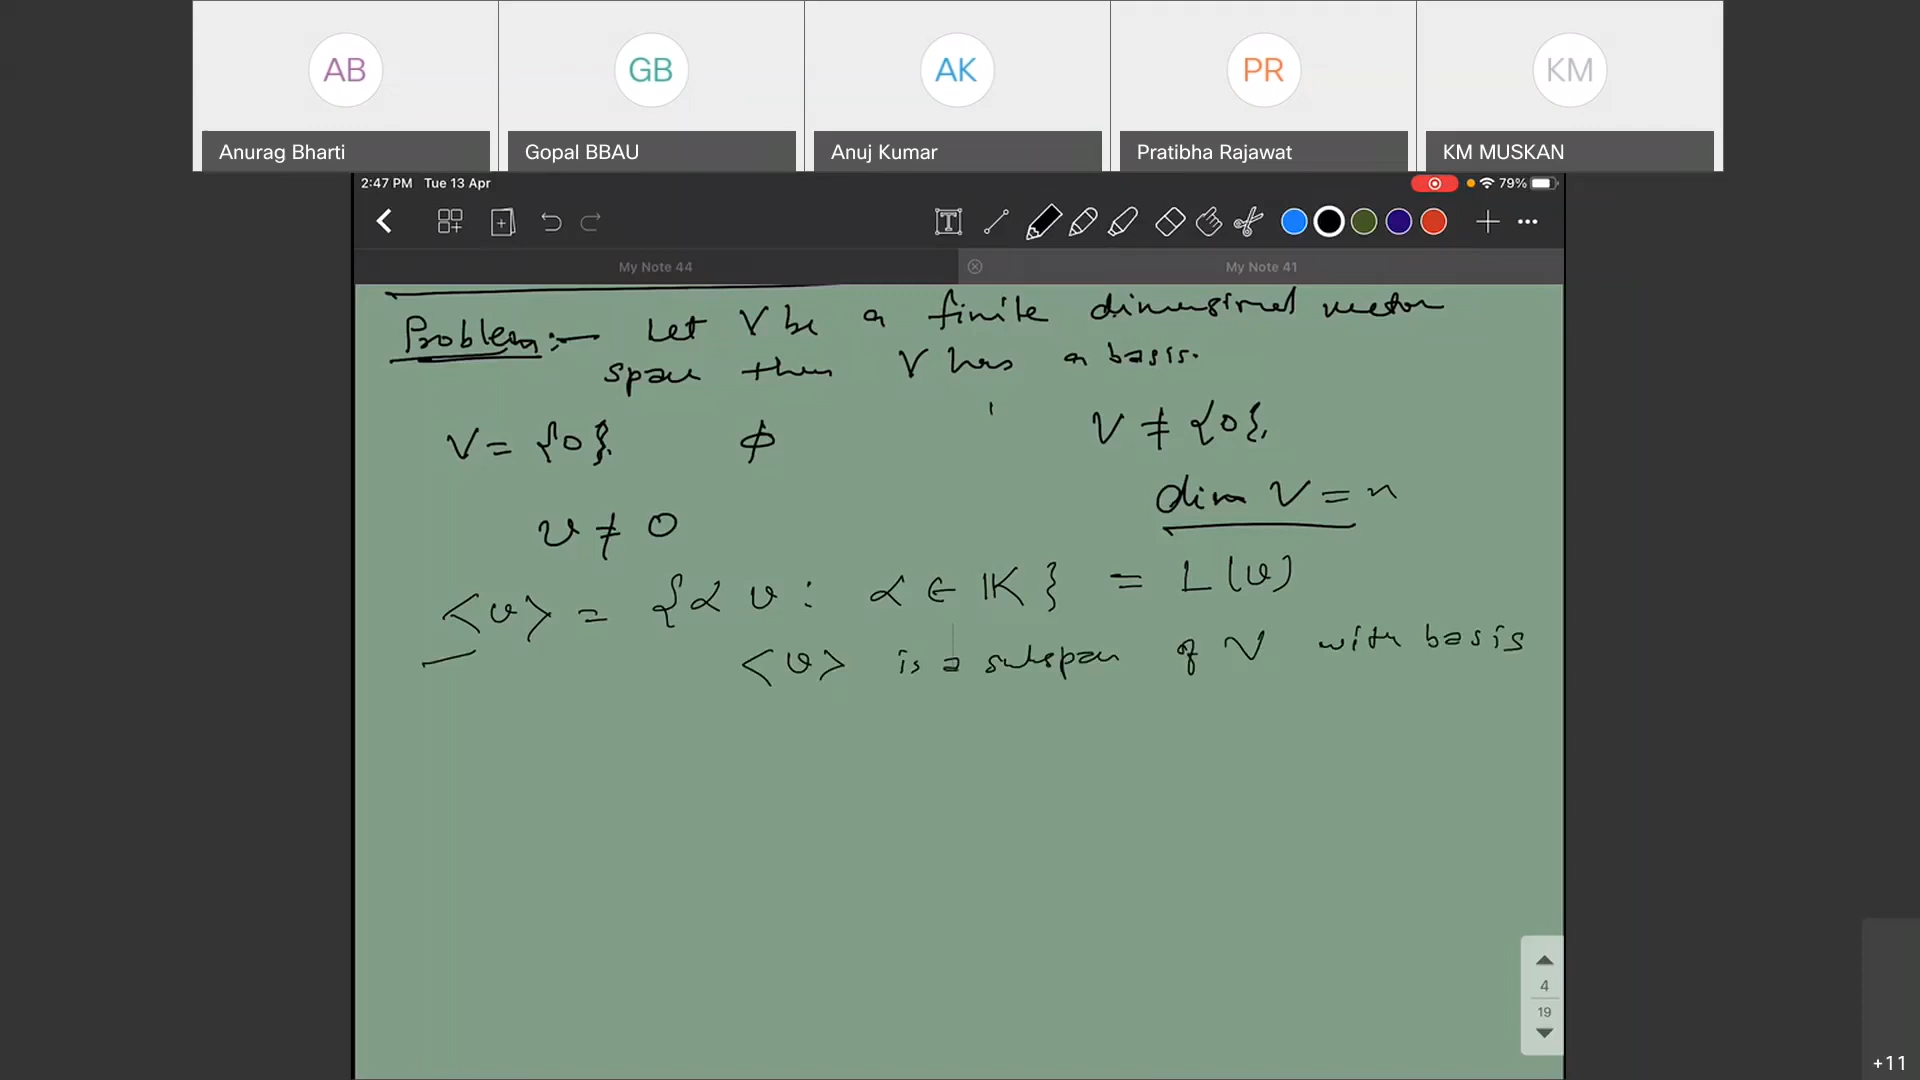 AB
GB
AK
PR
KM
Anurag Bharti
Gopal BBAU
Anuj Kumar
Pratibha Rajawat
KM MUSKAN
2:47 PM Tue 13 Apr
79%
My Note 44
My Note 41
Problem:— Let V be a finite dimensional vector
space then V has a basis.
V = {0}. ϕ V ≠ {0},
dim V = n
v ≠ 0
<v> = {α v : α ∈ K} = L(v)
<v> is a subspace of V with basis
4
19
+11